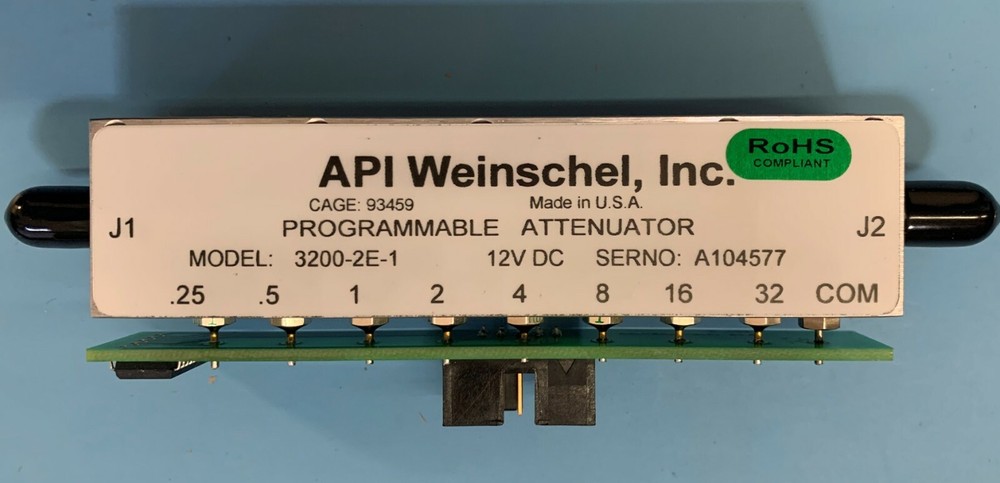 RoHS
COMPLIANT
API Weinschel, Inc.
CAGE: 93459 Made in U.S.A.
J1 PROGRAMMABLE ATTENUATOR J2
MODEL: 3200-2E-1 12V DC SERNO: A104577
.25 .5 1 2 4 8 16 32 COM